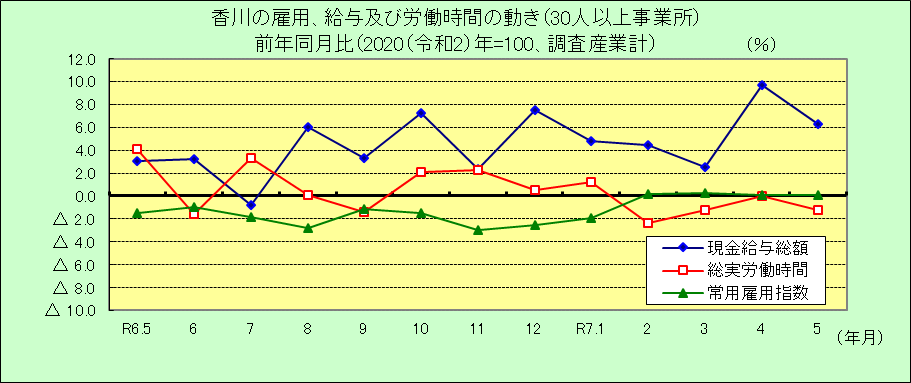 香川の雇用、給与及び労働時間の動き(30人以上事業所)
前年同月比(2020(令和2)年=100、調査産業計)
(%)
12.0
10.0
8.0
6.0
4.0
2.0
0.0
△ 2.0
△ 4.0
△ 6.0
△ 8.0
△ 10.0
現金給与総額
総実労働時間
常用雇用指数
R6.5 6 7 8 9 10 11 12 R7.1 2 3 4 5
(年月)